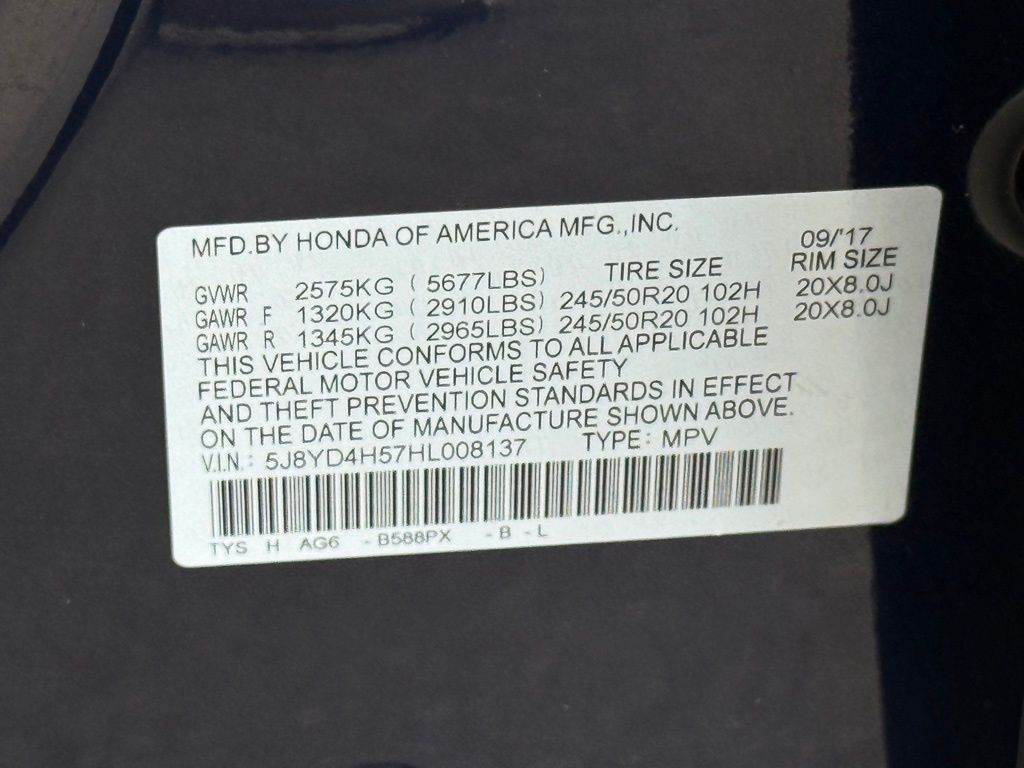 MFD.BY HONDA OF AMERICA MFG.,INC. 09/'17
TIRE SIZE RIM SIZE
GVWR 2575KG ( 5677LBS)
GAWR F 1320KG ( 2910LBS) 245/50R20 102H 20X8.0J
GAWR R 1345KG ( 2965LBS) 245/50R20 102H 20X8.0J
THIS VEHICLE CONFORMS TO ALL APPLICABLE
FEDERAL MOTOR VEHICLE SAFETY
AND THEFT PREVENTION STANDARDS IN EFFECT
ON THE DATE OF MANUFACTURE SHOWN ABOVE.
V.I.N.: 5J8YD4H57HL008137 TYPE: MPV
TYS H AG6 -B588PX -B -L